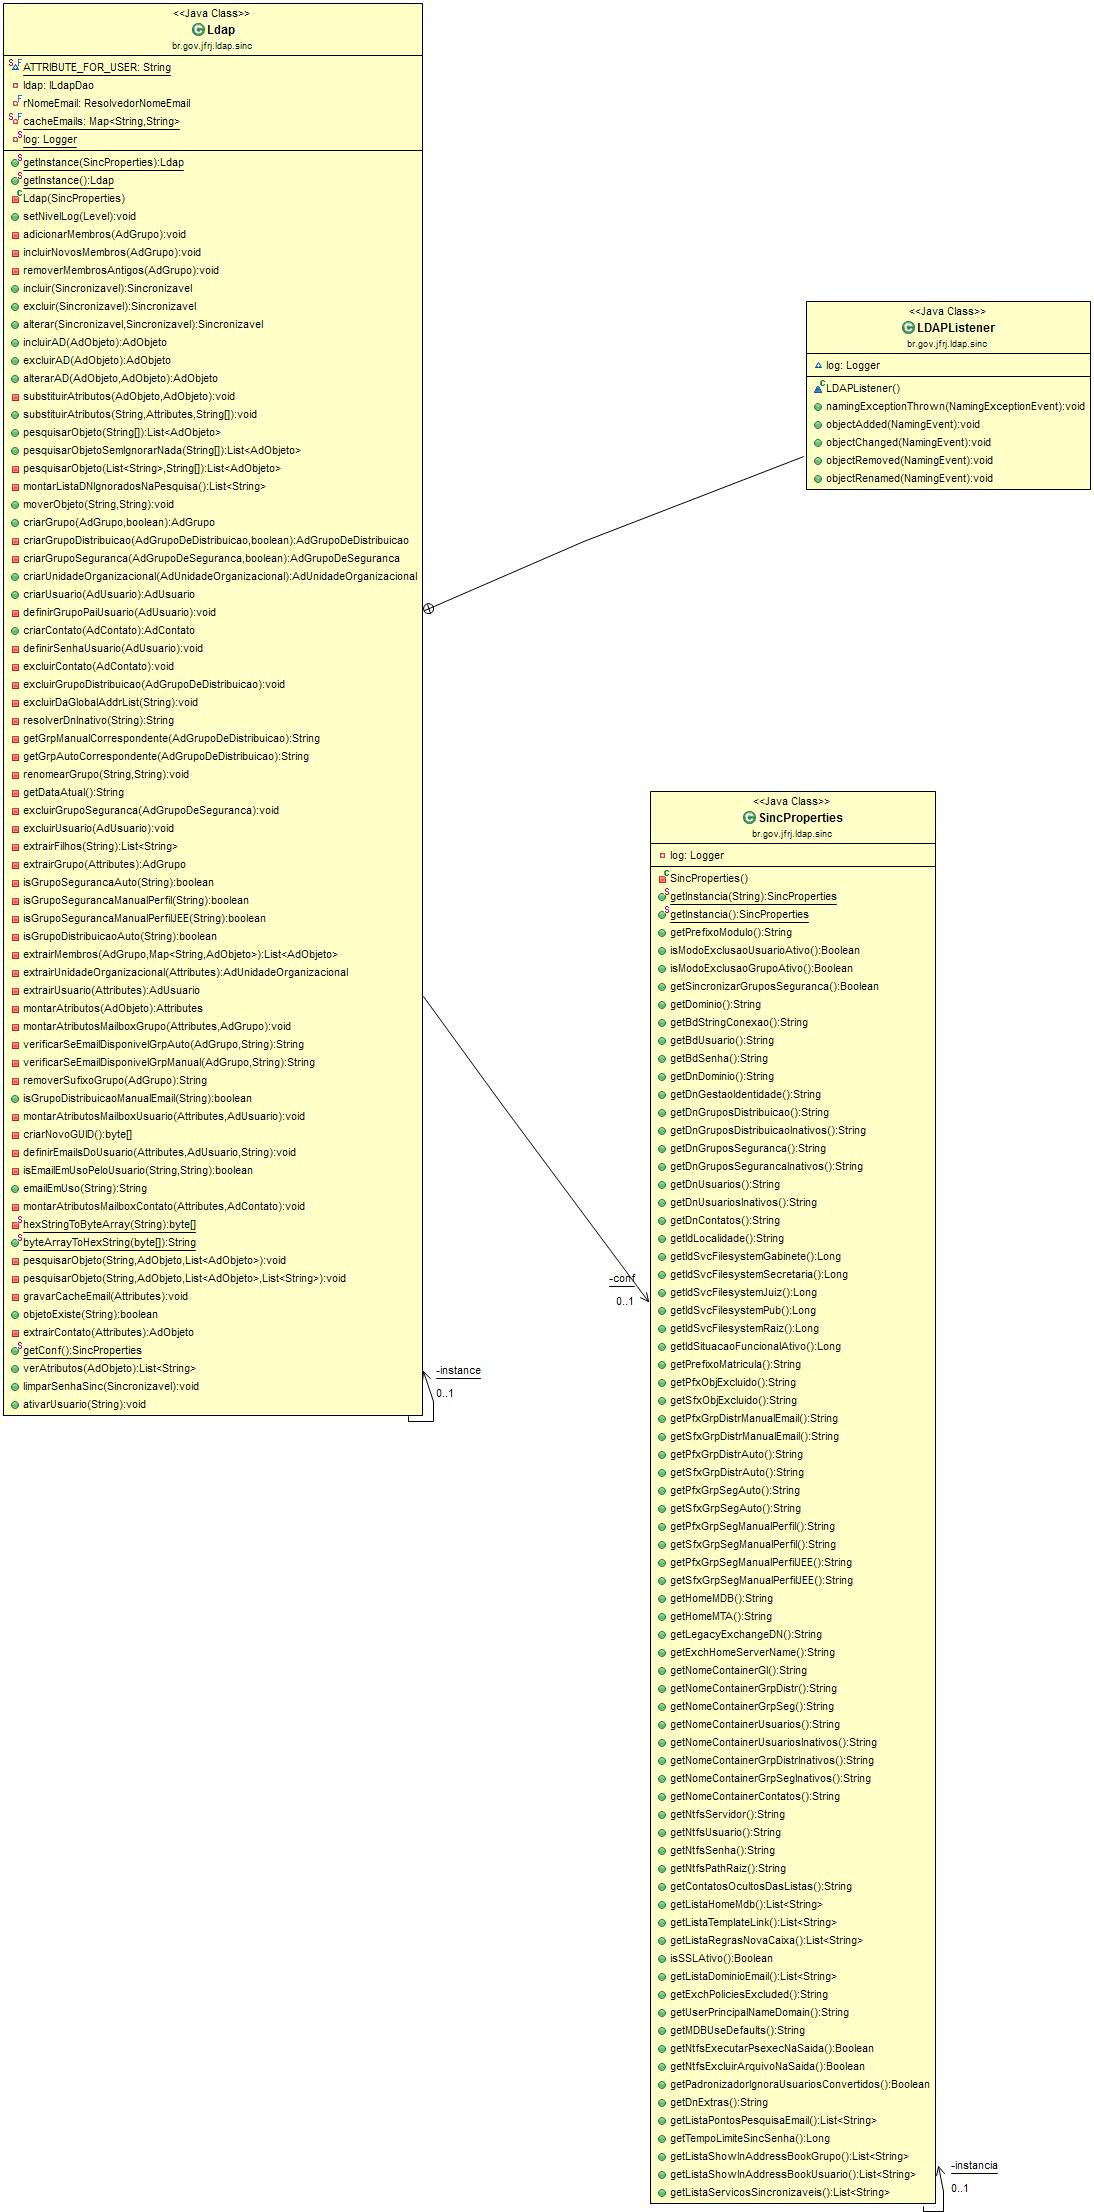 <<Java Class>>
Ldap
br.gov.jfrj.ldap.sinc
ATTRIBUTE_FOR_USER: String
ldap: ILdapDao
rNomeEmail: ResolvedorNomeEmail
cacheEmails: Map<String,String>
log: Logger
getInstance(SincProperties):Ldap
getInstance():Ldap
Ldap(SincProperties)
setNivelLog(Level):void
adicionarMembros(AdGrupo):void
incluirNovosMembros(AdGrupo):void
removerMembrosAntigos(AdGrupo):void
incluir(Sincronizavel):Sincronizavel
excluir(Sincronizavel):Sincronizavel
alterar(Sincronizavel,Sincronizavel):Sincronizavel
incluirAD(AdObjeto):AdObjeto
excluirAD(AdObjeto):AdObjeto
alterarAD(AdObjeto,AdObjeto):AdObjeto
substituirAtributos(AdObjeto,AdObjeto):void
substituirAtributos(String,Attributes,String[]):void
pesquisarObjeto(String[]):List<AdObjeto>
pesquisarObjetoSemIgnorarNada(String[]):List<AdObjeto>
pesquisarObjeto(List<String>,String[]):List<AdObjeto>
montarListaDNIgnoradosNaPesquisa():List<String>
moverObjeto(String,String):void
criarGrupo(AdGrupo,boolean):AdGrupo
criarGrupoDistribuicao(AdGrupoDeDistribuicao,boolean):AdGrupoDeDistribuicao
criarGrupoSeguranca(AdGrupoDeSeguranca,boolean):AdGrupoDeSeguranca
criarUnidadeOrganizacional(AdUnidadeOrganizacional):AdUnidadeOrganizacional
criarUsuario(AdUsuario):AdUsuario
definirGrupoPaiUsuario(AdUsuario):void
criarContato(AdContato):AdContato
definirSenhaUsuario(AdUsuario):void
excluirContato(AdContato):void
excluirGrupoDistribuicao(AdGrupoDeDistribuicao):void
excluirDaGlobalAddrList(String):void
resolverDnInativo(String):String
getGrpManualCorrespondente(AdGrupoDeDistribuicao):String
getGrpAutoCorrespondente(AdGrupoDeDistribuicao):String
renomearGrupo(String,String):void
getDataAtual():String
excluirGrupoSeguranca(AdGrupoDeSeguranca):void
excluirUsuario(AdUsuario):void
extrairFilhos(String):List<String>
extrairGrupo(Attributes):AdGrupo
isGrupoSegurancaAuto(String):boolean
isGrupoSegurancaManualPerfil(String):boolean
isGrupoSegurancaManualPerfilJEE(String):boolean
isGrupoDistribuicaoAuto(String):boolean
extrairMembros(AdGrupo,Map<String,AdObjeto>):List<AdObjeto>
extrairUnidadeOrganizacional(Attributes):AdUnidadeOrganizacional
extrairUsuario(Attributes):AdUsuario
montarAtributos(AdObjeto):Attributes
montarAtributosMailboxGrupo(Attributes,AdGrupo):void
verificarSeEmailDisponivelGrpAuto(AdGrupo,String):String
verificarSeEmailDisponivelGrpManual(AdGrupo,String):String
removerSufixoGrupo(AdGrupo):String
isGrupoDistribuicaoManualEmail(String):boolean
montarAtributosMailboxUsuario(Attributes,AdUsuario):void
criarNovoGUID():byte[]
definirEmailsDoUsuario(Attributes,AdUsuario,String):void
isEmailEmUsoPeloUsuario(String,String):boolean
emailEmUso(String):String
montarAtributosMailboxContato(Attributes,AdContato):void
hexStringToByteArray(String):byte[]
byteArrayToHexString(byte[]):String
pesquisarObjeto(String,AdObjeto,List<AdObjeto>):void
pesquisarObjeto(String,AdObjeto,List<AdObjeto>,List<String>):void
gravarCacheEmail(Attributes):void
objetoExiste(String):boolean
extrairContato(Attributes):AdObjeto
getConf():SincProperties
verAtributos(AdObjeto):List<String>
limparSenhaSinc(Sincronizavel):void
ativarUsuario(String):void
-instance
0..1
<<Java Class>>
LDAPListener
br.gov.jfrj.ldap.sinc
log: Logger
LDAPListener()
namingExceptionThrown(NamingExceptionEvent):void
objectAdded(NamingEvent):void
objectChanged(NamingEvent):void
objectRemoved(NamingEvent):void
objectRenamed(NamingEvent):void
-conf
0..1
<<Java Class>>
SincProperties
br.gov.jfrj.ldap.sinc
log: Logger
SincProperties()
getInstancia(String):SincProperties
getInstancia():SincProperties
getPrefixoModulo():String
isModoExclusaoUsuarioAtivo():Boolean
isModoExclusaoGrupoAtivo():Boolean
getSincronizarGruposSeguranca():Boolean
getDominio():String
getBdStringConexao():String
getBdUsuario():String
getBdSenha():String
getDnDominio():String
getDnGestaoIdentidade():String
getDnGruposDistribuicao():String
getDnGruposDistribuicaoInativos():String
getDnGruposSeguranca():String
getDnGruposSegurancaInativos():String
getDnUsuarios():String
getDnUsuariosInativos():String
getDnContatos():String
getIdLocalidade():String
getIdSvcFilesystemGabinete():Long
getIdSvcFilesystemSecretaria():Long
getIdSvcFilesystemJuiz():Long
getIdSvcFilesystemPub():Long
getIdSvcFilesystemRaiz():Long
getIdSituacaoFuncionalAtivo():Long
getPrefixoMatricula():String
getPfxObjExcluido():String
getSfxObjExcluido():String
getPfxGrpDistrManualEmail():String
getSfxGrpDistrManualEmail():String
getPfxGrpDistrAuto():String
getSfxGrpDistrAuto():String
getPfxGrpSegAuto():String
getSfxGrpSegAuto():String
getPfxGrpSegManualPerfil():String
getSfxGrpSegManualPerfil():String
getPfxGrpSegManualPerfilJEE():String
getSfxGrpSegManualPerfilJEE():String
getHomeMDB():String
getHomeMTA():String
getLegacyExchangeDN():String
getExchHomeServerName():String
getNomeContainerGI():String
getNomeContainerGrpDistr():String
getNomeContainerGrpSeg():String
getNomeContainerUsuarios():String
getNomeContainerUsuariosInativos():String
getNomeContainerGrpDistrInativos():String
getNomeContainerGrpSegInativos():String
getNomeContainerContatos():String
getNtfsServidor():String
getNtfsUsuario():String
getNtfsSenha():String
getNtfsPathRaiz():String
getContatosOcultosDasListas():String
getListaHomeMdb():List<String>
getListaTemplateLink():List<String>
getListaRegrasNovaCaixa():List<String>
isSSLAtivo():Boolean
getListaDominioEmail():List<String>
getExchPoliciesExcluded():String
getUserPrincipalNameDomain():String
getMDBUseDefaults():String
getNtfsExecutarPsexecNaSaida():Boolean
getNtfsExcluirArquivoNaSaida():Boolean
getPadronizadorIgnoraUsuariosConvertidos():Boolean
getDnExtras():String
getListaPontosPesquisaEmail():List<String>
getTempoLimiteSincSenha():Long
getListaShowInAddressBookGrupo():List<String>
getListaShowInAddressBookUsuario():List<String>
getListaServicosSincronizaveis():List<String>
-instancia
0..1